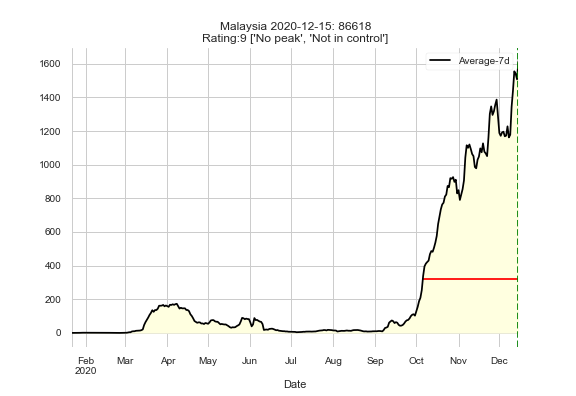 Malaysia 2020-12-15: 86618
Rating:9 ['No peak', 'Not in control']
Average-7d
1600
1400
1200
1000
800
600
400
200
0
Feb Mar Apr May Jun Jul Aug Sep Oct Nov Dec
2020
Date